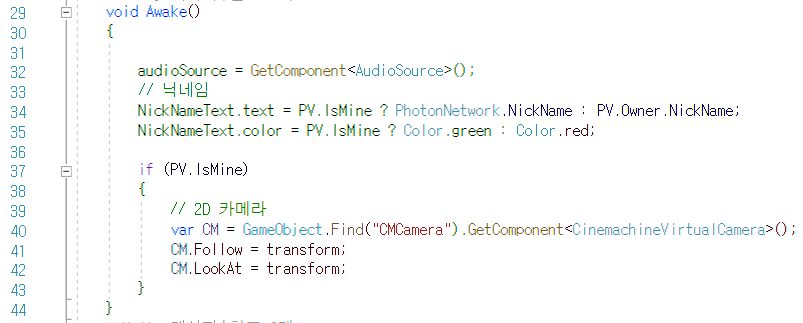 29 void Awake()
30 {
31
32 audioSource = GetComponent<AudioSource>();
33 // 닉네임
34 NickNameText.text = PV.IsMine ? PhotonNetwork.NickName : PV.Owner.NickName;
35 NickNameText.color = PV.IsMine ? Color.green : Color.red;
36
37 if (PV.IsMine)
38 {
39 // 2D 카메라
40 var CM = GameObject.Find("CMCamera").GetComponent<CinemachineVirtualCamera>();
41 CM.Follow = transform;
42 CM.LookAt = transform;
43 }
44 }